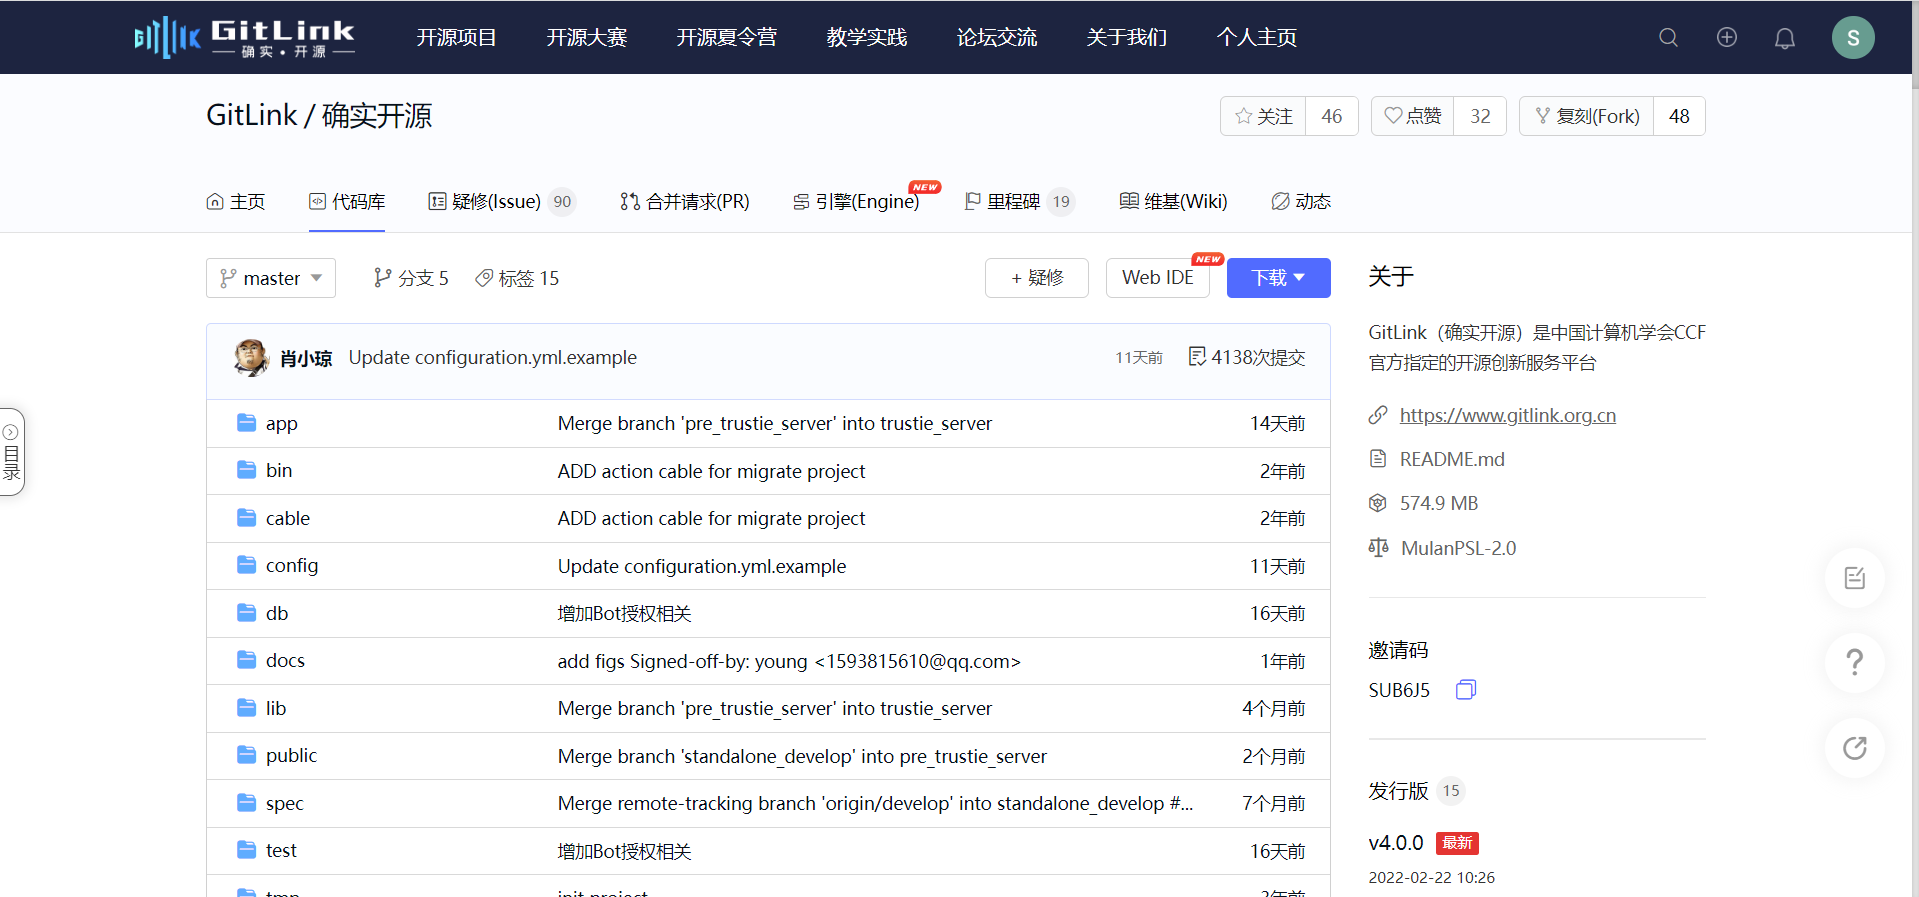 GitLink
确实·开源
开源项目 开源大赛 开源夏令营 教学实践 论坛交流 关于我们 个人主页
S
GitLink / 确实开源
关注 46 点赞 32 复刻(Fork) 48
主页 代码库 疑修(Issue) 90 合并请求(PR) 引擎(Engine) NEW 里程碑 19 维基(Wiki) 动态
master 分支 5 标签 15 + 疑修 Web IDE NEW 下载
肖小琼 Update configuration.yml.example 11天前 4138次提交
app Merge branch 'pre_trustie_server' into trustie_server 14天前
bin ADD action cable for migrate project 2年前
cable ADD action cable for migrate project 2年前
config Update configuration.yml.example 11天前
db 增加Bot授权相关 16天前
docs add figs Signed-off-by: young <1593815610@qq.com> 1年前
lib Merge branch 'pre_trustie_server' into trustie_server 4个月前
public Merge branch 'standalone_develop' into pre_trustie_server 2个月前
spec Merge remote-tracking branch 'origin/develop' into standalone_develop #... 7个月前
test 增加Bot授权相关 16天前
目录
关于
GitLink（确实开源）是中国计算机学会CCF
官方指定的开源创新服务平台
https://www.gitlink.org.cn
README.md
574.9 MB
MulanPSL-2.0
邀请码
SUB6J5
发行版 15
v4.0.0 最新
2022-02-22 10:26